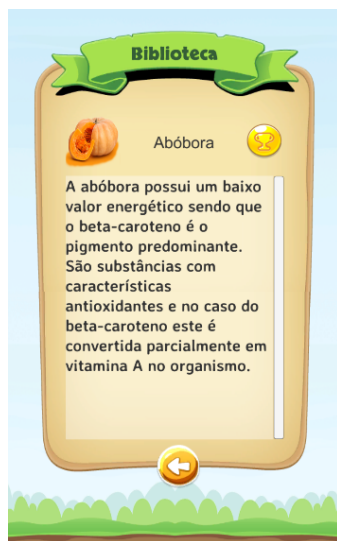 Biblioteca
Abóbora
A abóbora possui um baixo
valor energético sendo que
o beta-caroteno é o
pigmento predominante.
São substâncias com
características
antioxidantes e no caso do
beta-caroteno este é
convertida parcialmente em
vitamina A no organismo.